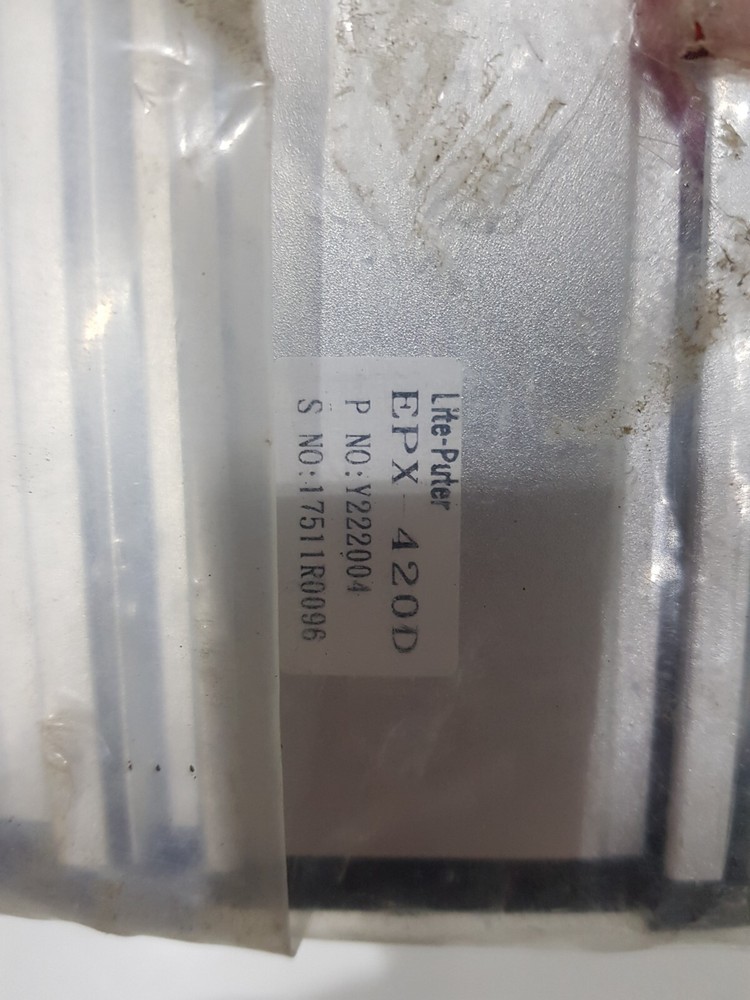 Lite-Puter
EPX-420D
P NO:Y222004
S NO:17511R0096